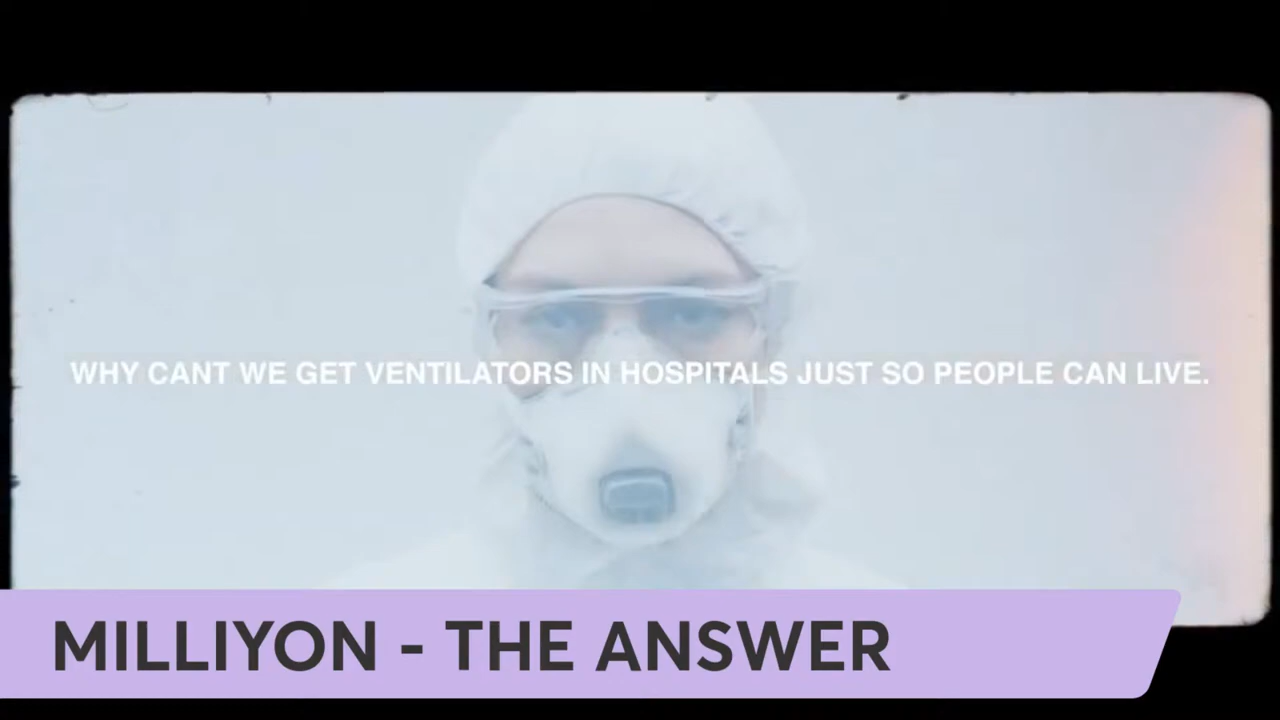 WHY CANT WE GET VENTILATORS IN HOSPITALS JUST SO PEOPLE CAN LIVE.
MILLIYON - THE ANSWER